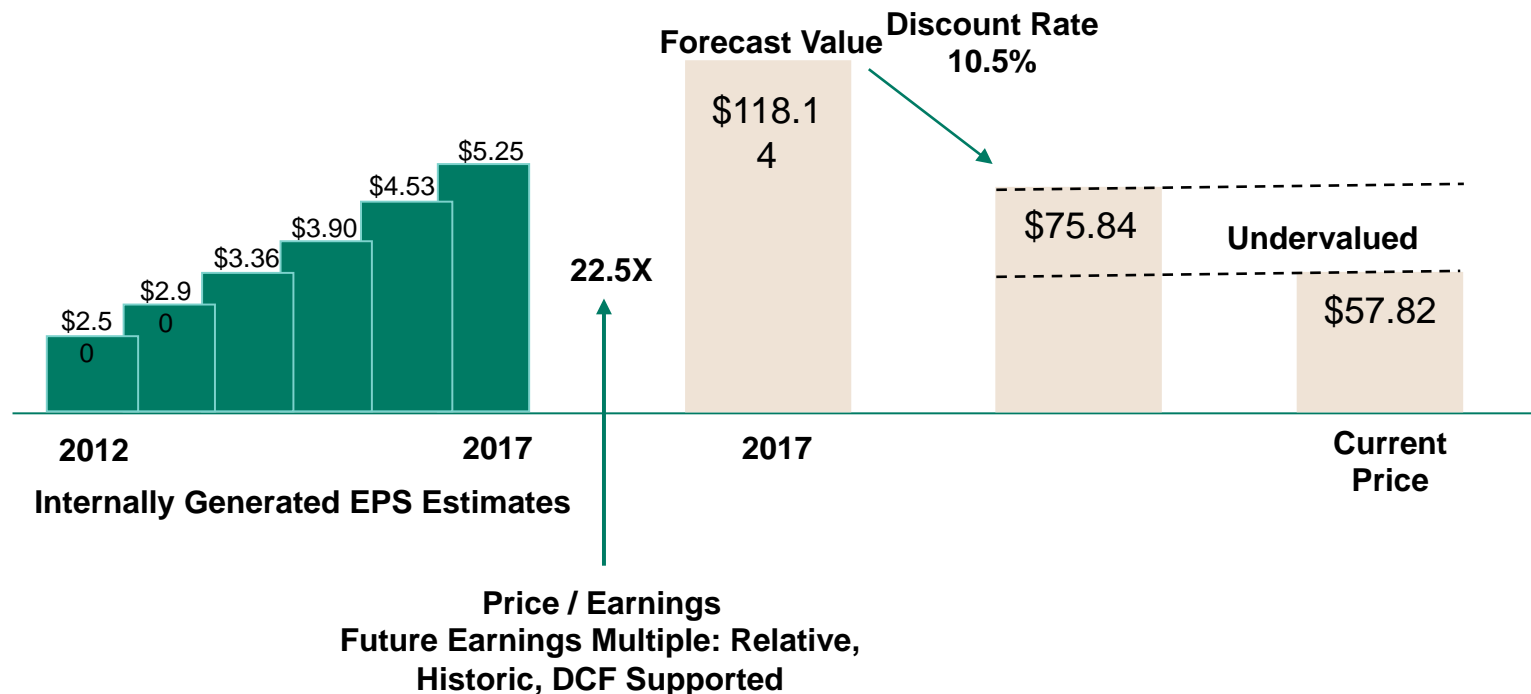 Forecast Value
Discount Rate
10.5%
$118.1
4
$5.25
$4.53
$3.90
$3.36
$2.9
0
$2.5
0
22.5X
$75.84
Undervalued
$57.82
2012
2017
2017
Current
Price
Internally Generated EPS Estimates
Price / Earnings
Future Earnings Multiple: Relative,
Historic, DCF Supported